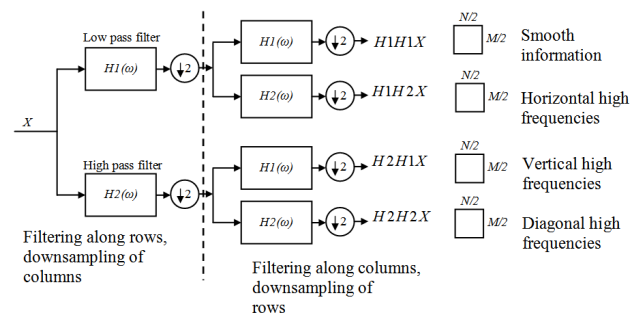 Low pass filter
H1(ω)
↓2
H1(ω)
↓2
H1H1X
N/2
M/2
Smooth
information
H2(ω)
↓2
H1H2X
N/2
M/2
Horizontal high
frequencies
X
High pass filter
H2(ω)
↓2
H1(ω)
↓2
H2H1X
N/2
M/2
Vertical high
frequencies
H2(ω)
↓2
H2H2X
N/2
M/2
Diagonal high
frequencies
Filtering along rows,
downsampling of
columns
Filtering along columns,
downsampling of
rows